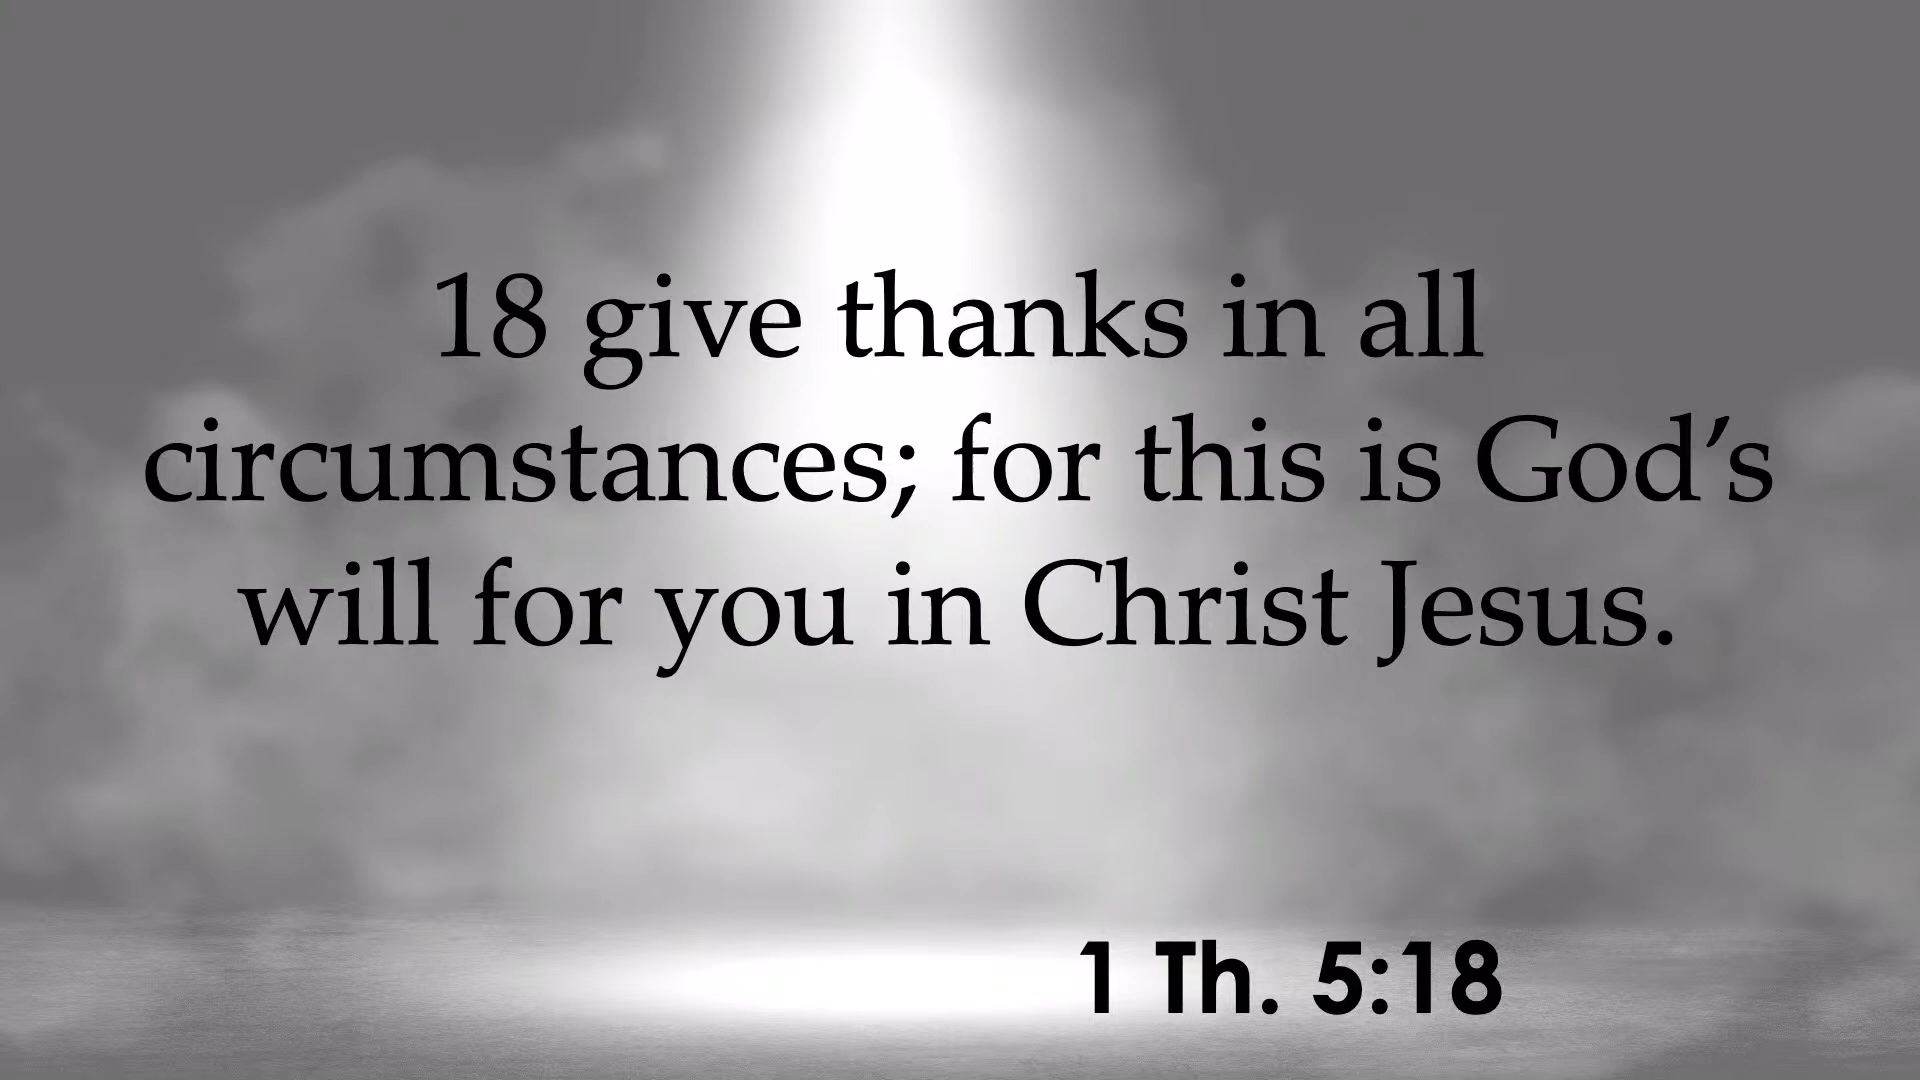 18 give thanks in all
circumstances; for this is God’s
will for you in Christ Jesus.
1 Th. 5:18